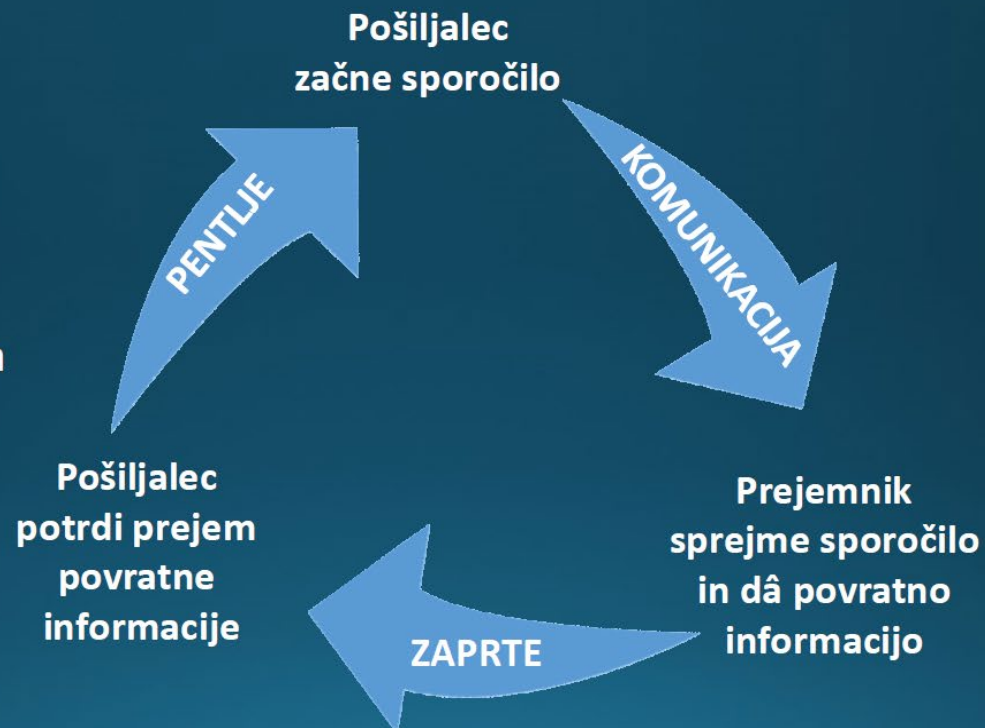 Pošiljalec
začne sporočilo
KOMUNIKACIJA
Prejemnik
sprejme sporočilo
in dâ povratno
informacijo
ZAPRTE
Pošiljalec
potrdi prejem
povratne
informacije
PENTLJE